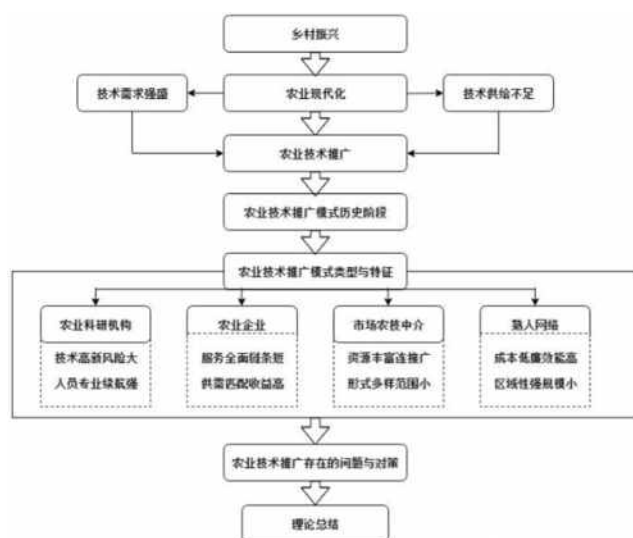 乡村振兴
技术需求强盛
农业现代化
技术供给不足
农业技术推广
农业技术推广模式历史阶段
农业技术推广模式类型与特征
农业科研机构
农业企业
市场农技中介
熟人网络
技术高新风险大
服务全面链条短
资源丰富连推广
成本低廉效能高
人员专业续航强
供需匹配收益高
形式多样范围小
区域性强规模小
农业技术推广存在的问题与对策
理论总结